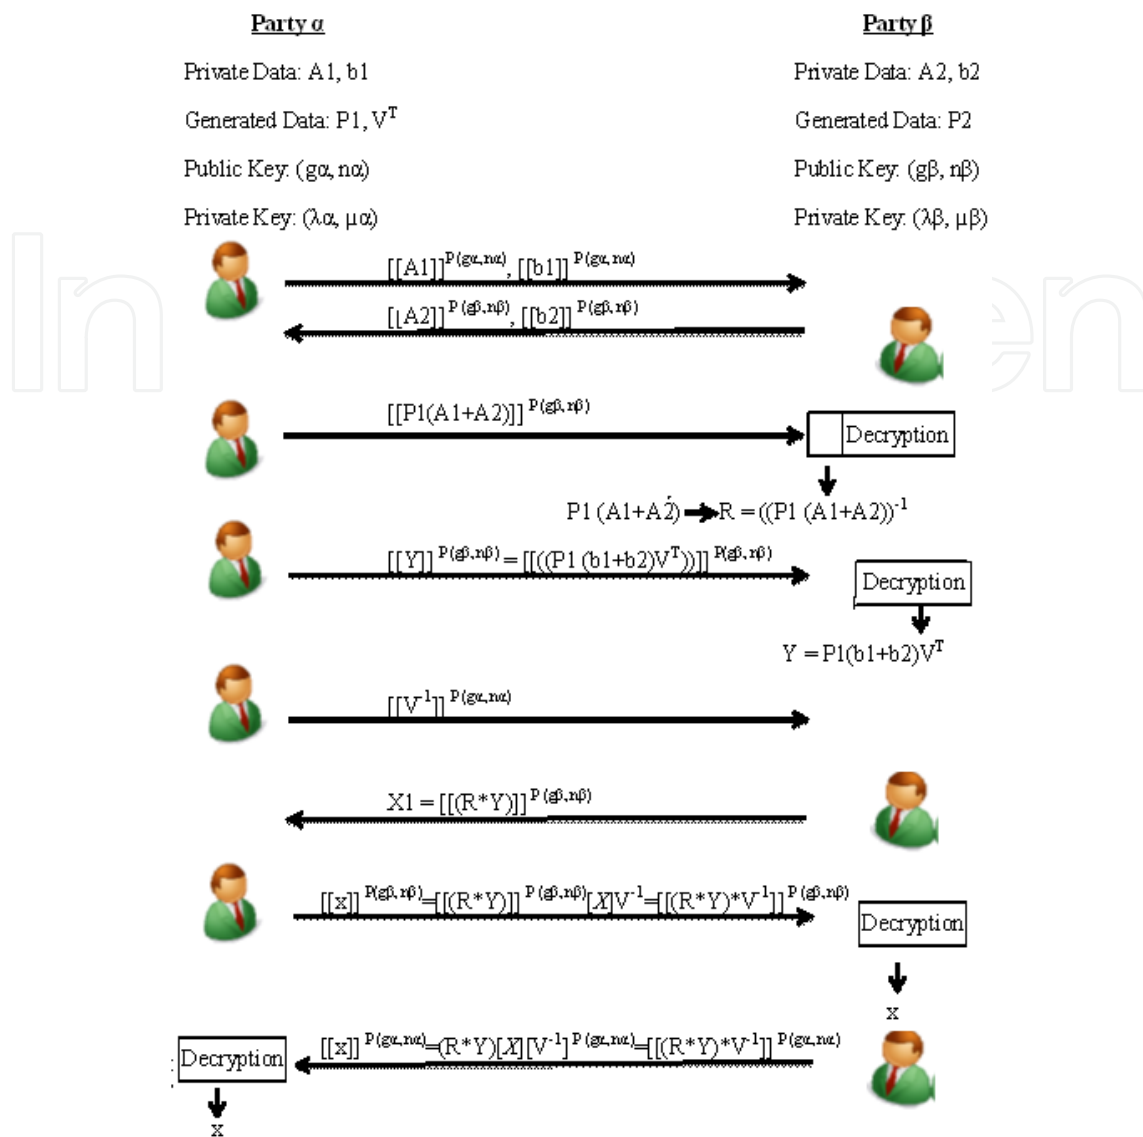 Party α
Party β
Private Data: A1, b1
Private Data: A2, b2
Generated Data: P1, V^T
Generated Data: P2
Public Key: (gα, nα)
Public Key: (gβ, nβ)
Private Key: (λα, μα)
Private Key: (λβ, μβ)
[[A1]]^P(gα,nα), [[b1]]^P(gα,nα)
[[A2]]^P(gβ,nβ), [[b2]]^P(gβ,nβ)
[[P1(A1+A2)]]^P(gβ,nβ)
Decryption
P1 (A1+A2) R = ((P1 (A1+A2))^-1
[[Y]]^P(gβ,nβ) = [[((P1 (b1+b2)V^T))]]^P(gβ,nβ)
Decryption
Y = P1(b1+b2)V^T
[[V^-1]]^P(gα,nα)
X1 = [[(R*Y)]]^P(gβ,nβ)
[[x]]^P(gβ,nβ)=[[(R*Y)]]^P(gβ,nβ)[X]V^-1=[[(R*Y)*V^-1]]^P(gβ,nβ)
Decryption
x
[[x]]^P(gα,nα)=(R*Y)[X][V^-1]^P(gα,nα)=[[(R*Y)*V^-1]]^P(gα,nα)
Decryption
x
In
en